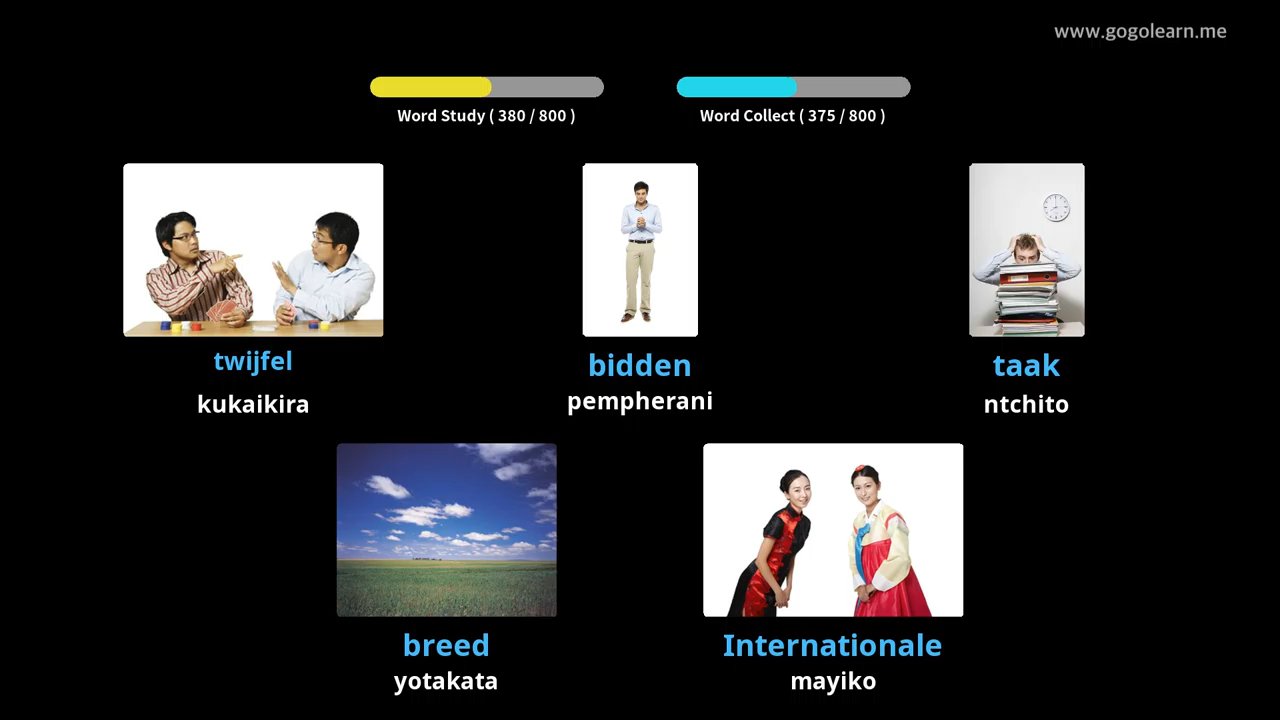 www.gogolearn.me
Word Study ( 380 / 800 )
Word Collect ( 375 / 800 )
twijfel
kukaikira
bidden
pempherani
taak
ntchito
breed
yotakata
Internationale
mayiko